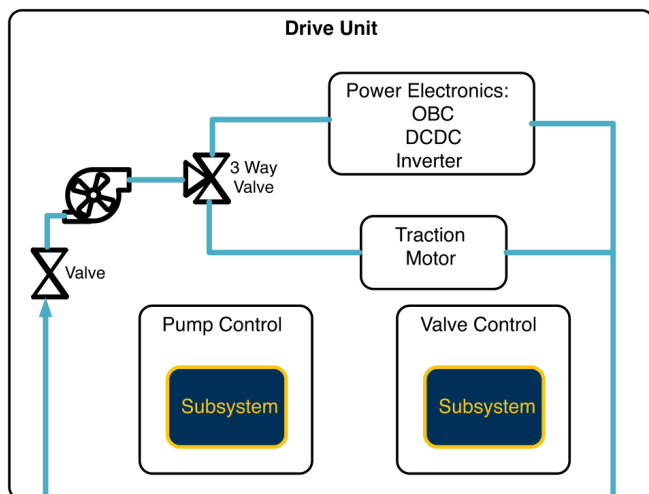 Drive Unit
Power Electronics:
OBC
DCDC
Inverter
3 Way
Valve
Traction
Motor
Valve
Pump Control
Subsystem
Valve Control
Subsystem